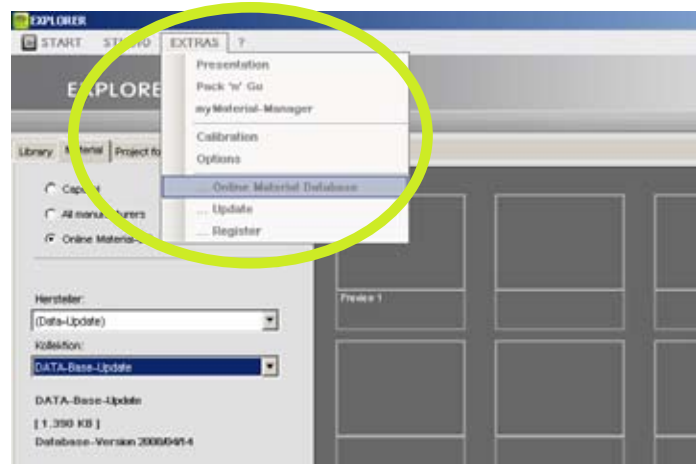 EXPLORER
START STUDIO EXTRAS ?
Presentation
Pack 'n' Go
myMaterial-Manager
Calibration
Options
... Online Material Database
... Update
... Register
EXPLORE
Library Material Project fo
All manufacturers
Online Material-
Preview 1
Hersteller:
(Data-Update)
Kollektion:
DATA-Base-Update
DATA-Base-Update
[ 1.390 KB ]
Database-Version